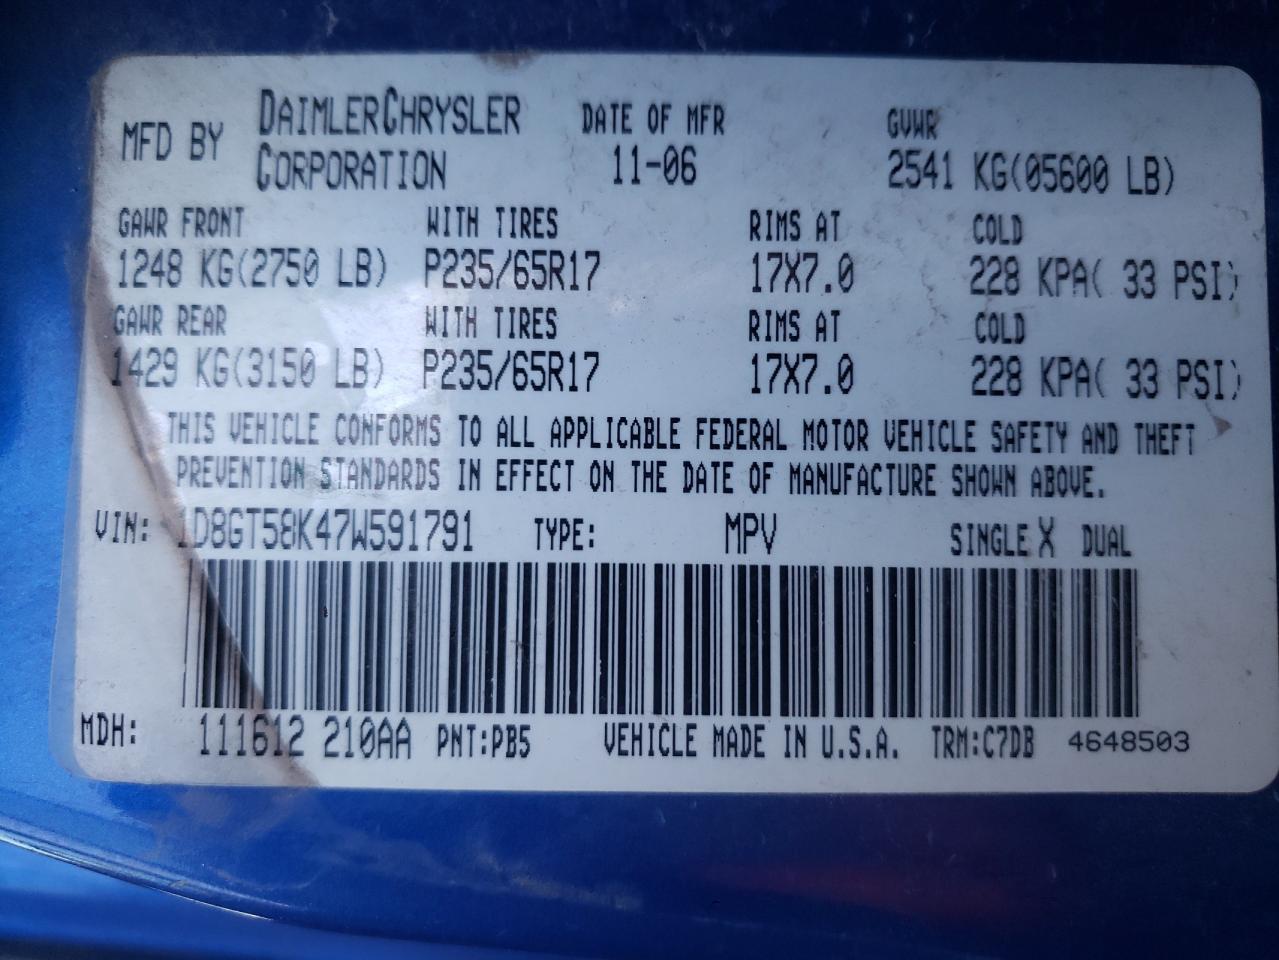 MFD BY DAIMLERCHRYSLER CORPORATION DATE OF MFR 11-06 GVWR 2541 KG(05600 LB)
GAWR FRONT WITH TIRES RIMS AT COLD
1248 KG(2750 LB) P235/65R17 17X7.0 228 KPA( 33 PSI)
GAWR REAR WITH TIRES RIMS AT COLD
1429 KG(3150 LB) P235/65R17 17X7.0 228 KPA( 33 PSI)
THIS VEHICLE CONFORMS TO ALL APPLICABLE FEDERAL MOTOR VEHICLE SAFETY AND THEFT
PREVENTION STANDARDS IN EFFECT ON THE DATE OF MANUFACTURE SHOWN ABOVE.
VIN: 1D8GT58K47W591791 TYPE: MPV SINGLE X DUAL
MDH: 111612 210AA PNT:PB5 VEHICLE MADE IN U.S.A. TRM:C7DB 4648503